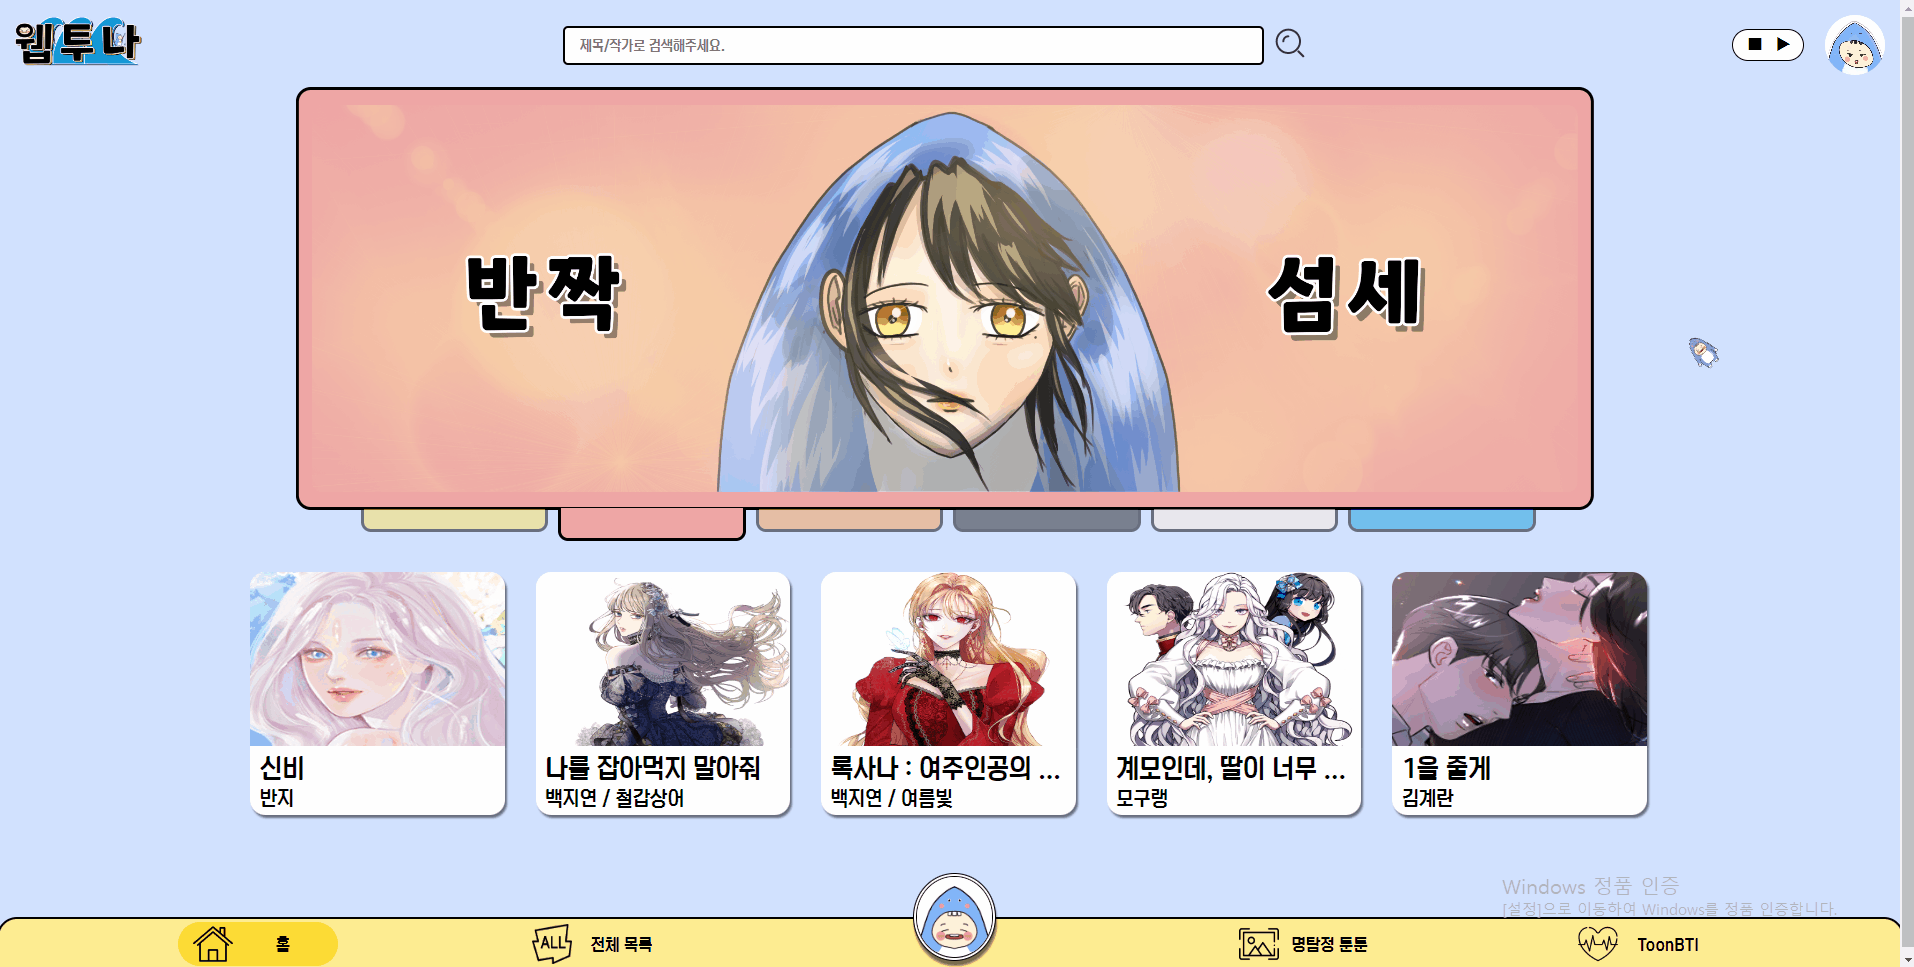 웹투나
제목/작가로 검색해주세요.
반짝
섬세
신비
반지
나를 잡아먹지 말아줘
백지연 / 철갑상어
록사나 : 여주인공의 ...
백지연 / 여름빛
계모인데, 딸이 너무 ...
모구랭
1을 줄게
김계란
Windows 정품 인증
[설정]으로 이동하여 Windows를 정품 인증합니다.
홈
ALL
전체 목록
명탐정 툰툰
ToonBTI